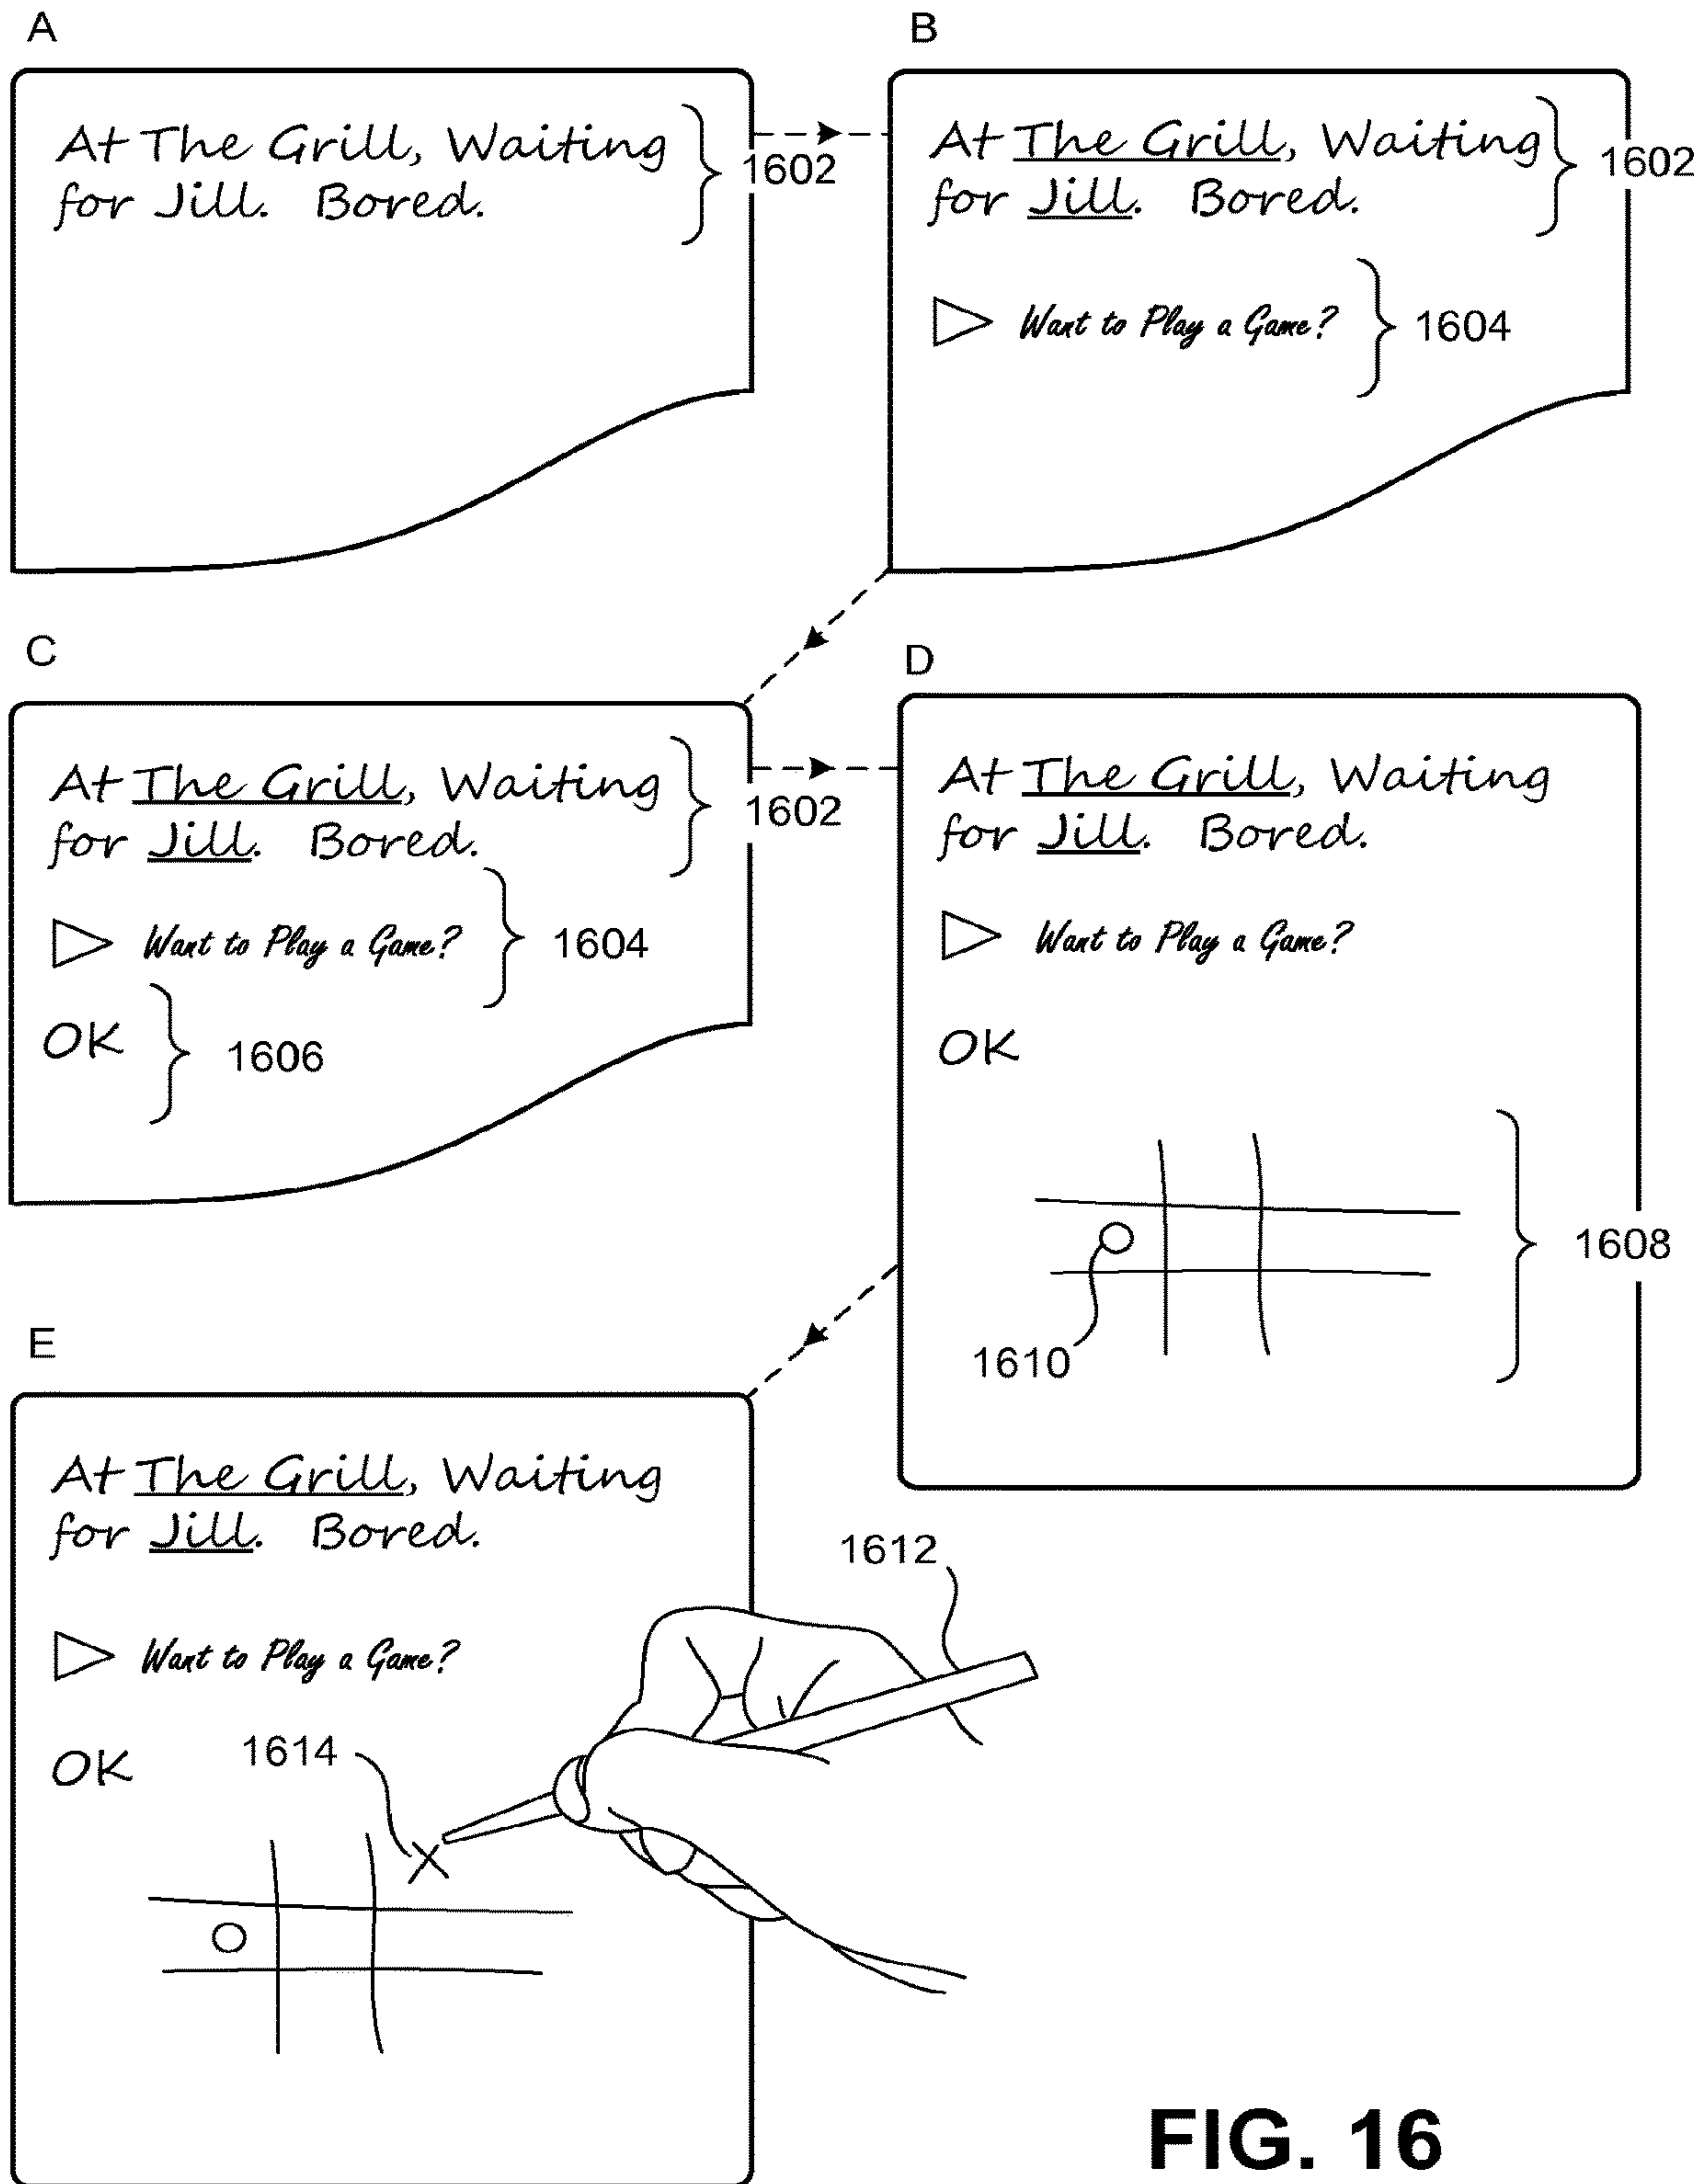 A
At The Grill, Waiting
for Jill. Bored.
1602
B
At The Grill, Waiting
for Jill. Bored.
1602
Want to Play a Game?
1604
C
At The Grill, Waiting
for Jill. Bored.
1602
Want to Play a Game?
1604
OK
1606
D
At The Grill, Waiting
for Jill. Bored.
Want to Play a Game?
OK
1608
1610
E
At The Grill, Waiting
for Jill. Bored.
1612
Want to Play a Game?
OK
1614
X
O
FIG. 16